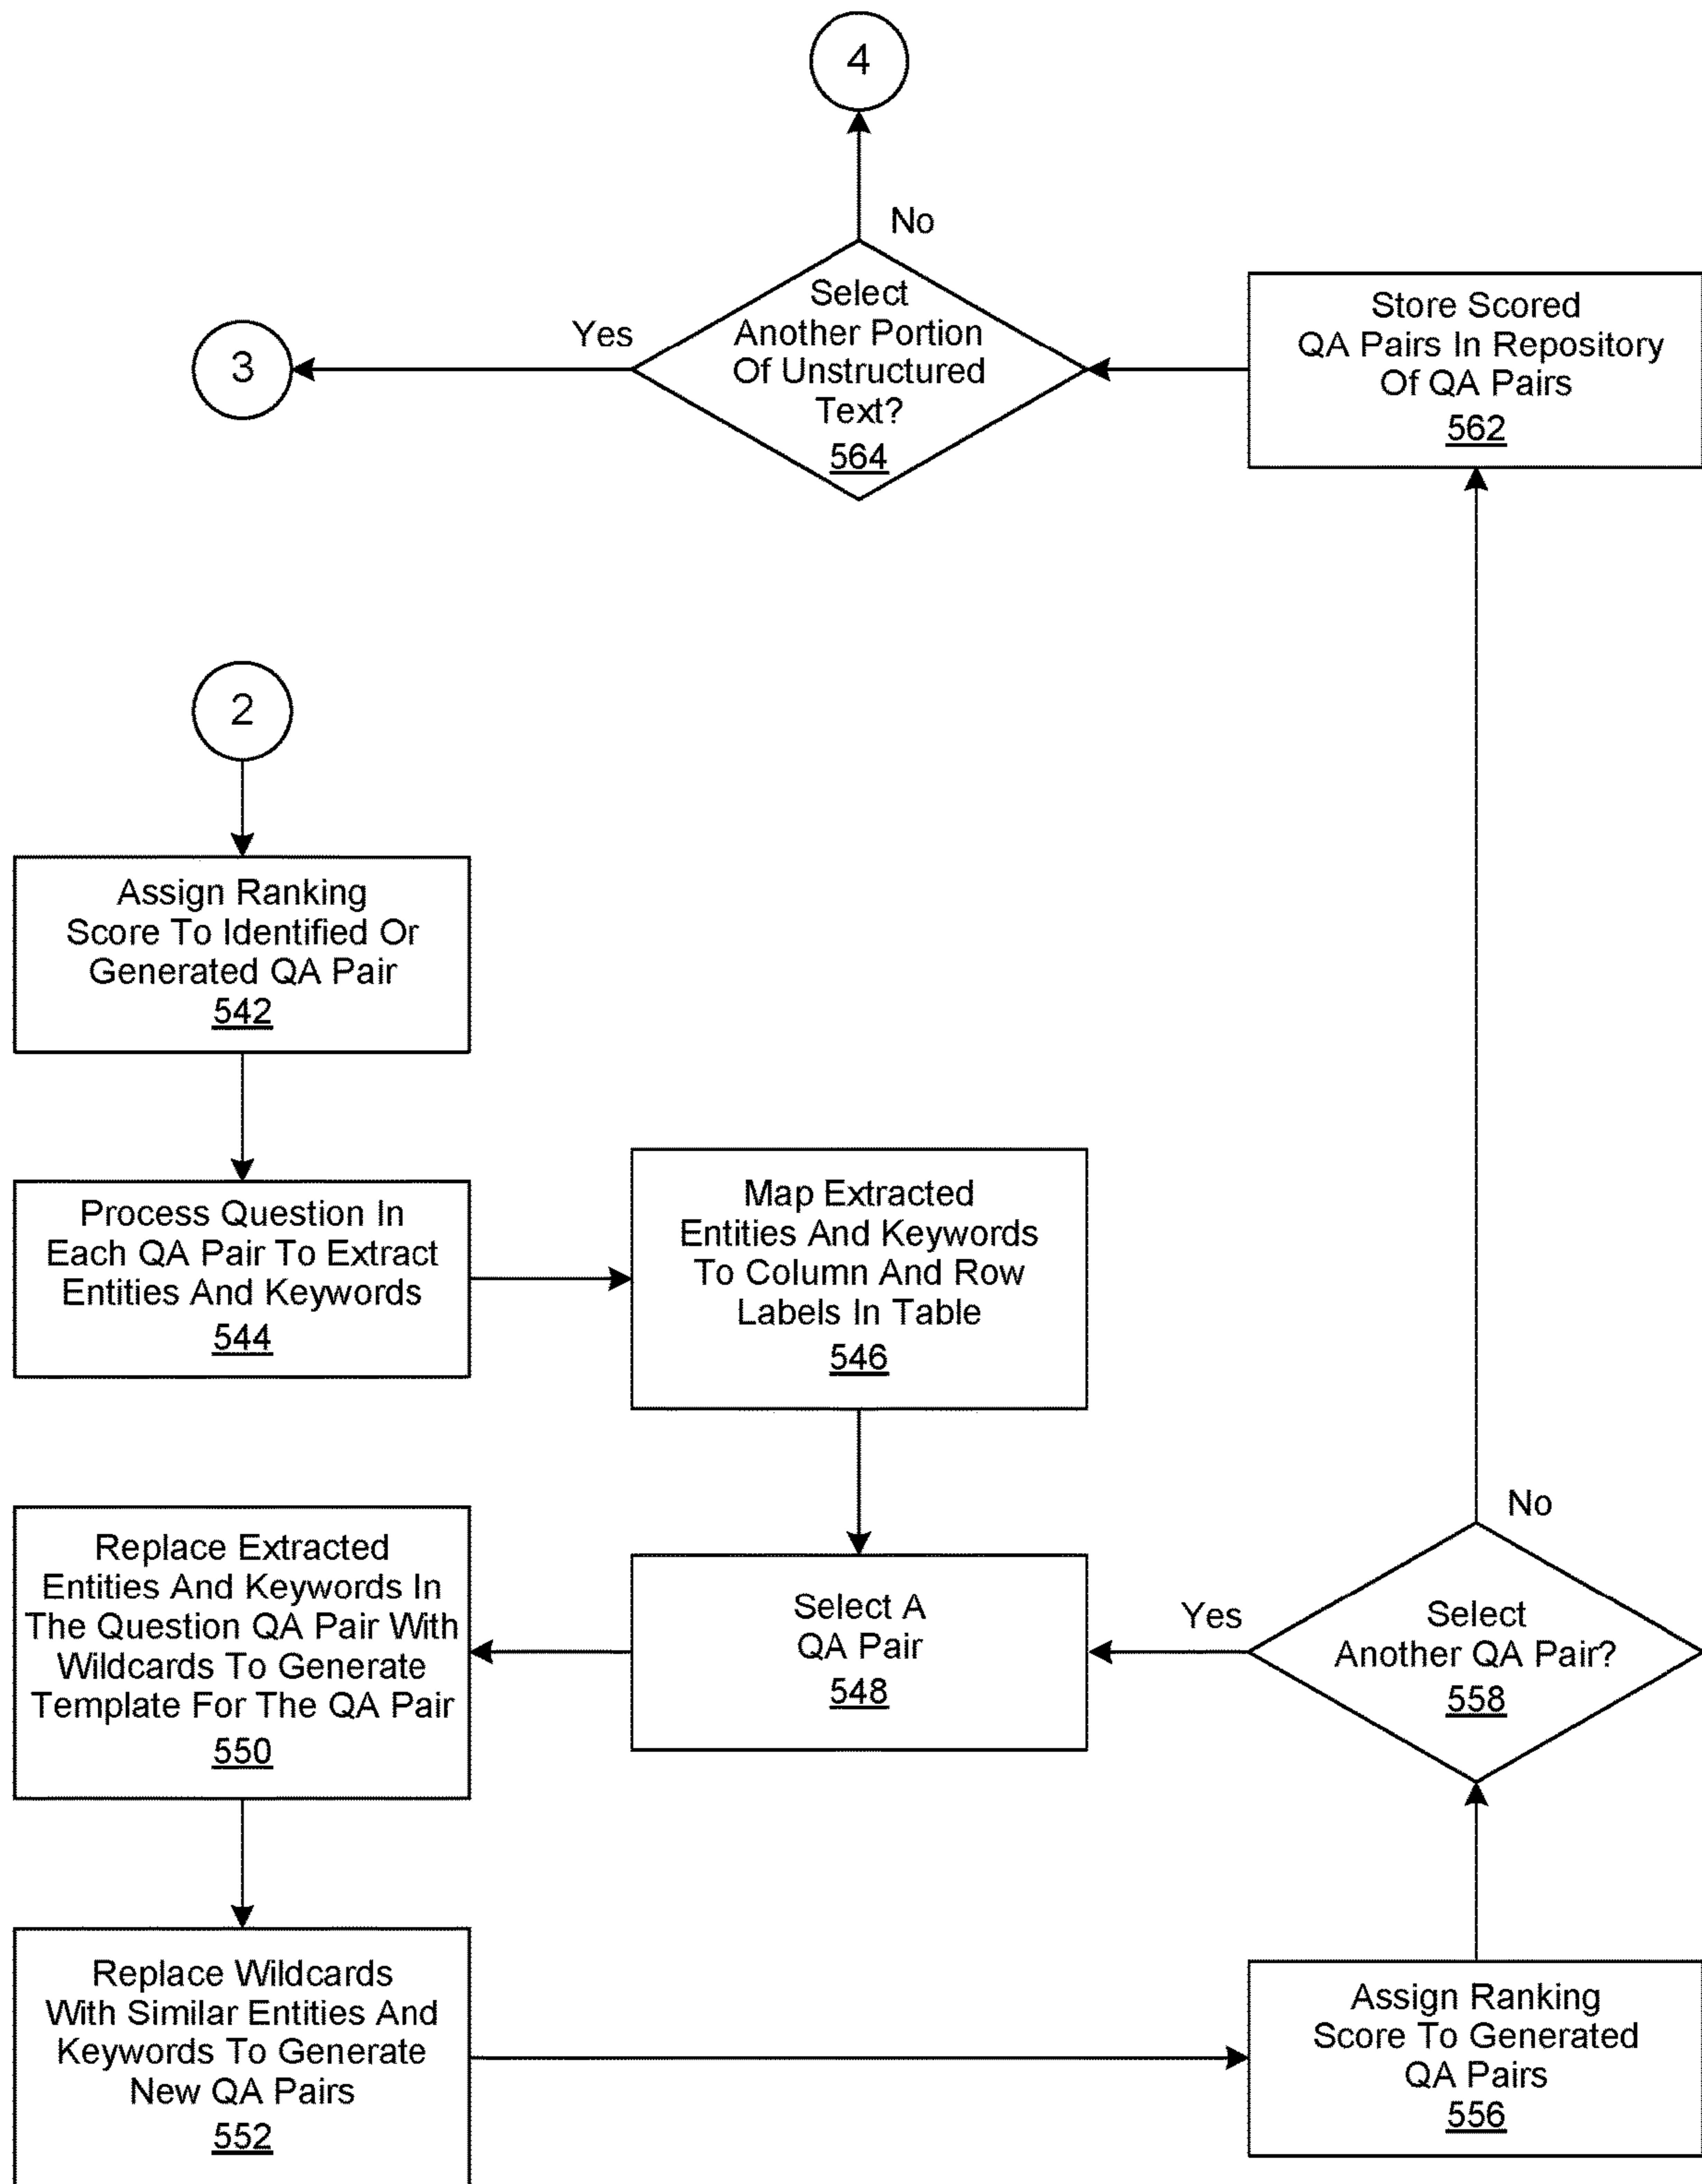 4
No
Select
Another Portion
Of Unstructured
Text?
564
Yes
3
Store Scored
QA Pairs In Repository
Of QA Pairs
562
2
Assign Ranking
Score To Identified Or
Generated QA Pair
542
Process Question In
Each QA Pair To Extract
Entities And Keywords
544
Map Extracted
Entities And Keywords
To Column And Row
Labels In Table
546
Select A
QA Pair
548
Replace Extracted
Entities And Keywords In
The Question QA Pair With
Wildcards To Generate
Template For The QA Pair
550
Replace Wildcards
With Similar Entities And
Keywords To Generate
New QA Pairs
552
Assign Ranking
Score To Generated
QA Pairs
556
Select
Another QA Pair?
558
Yes
No